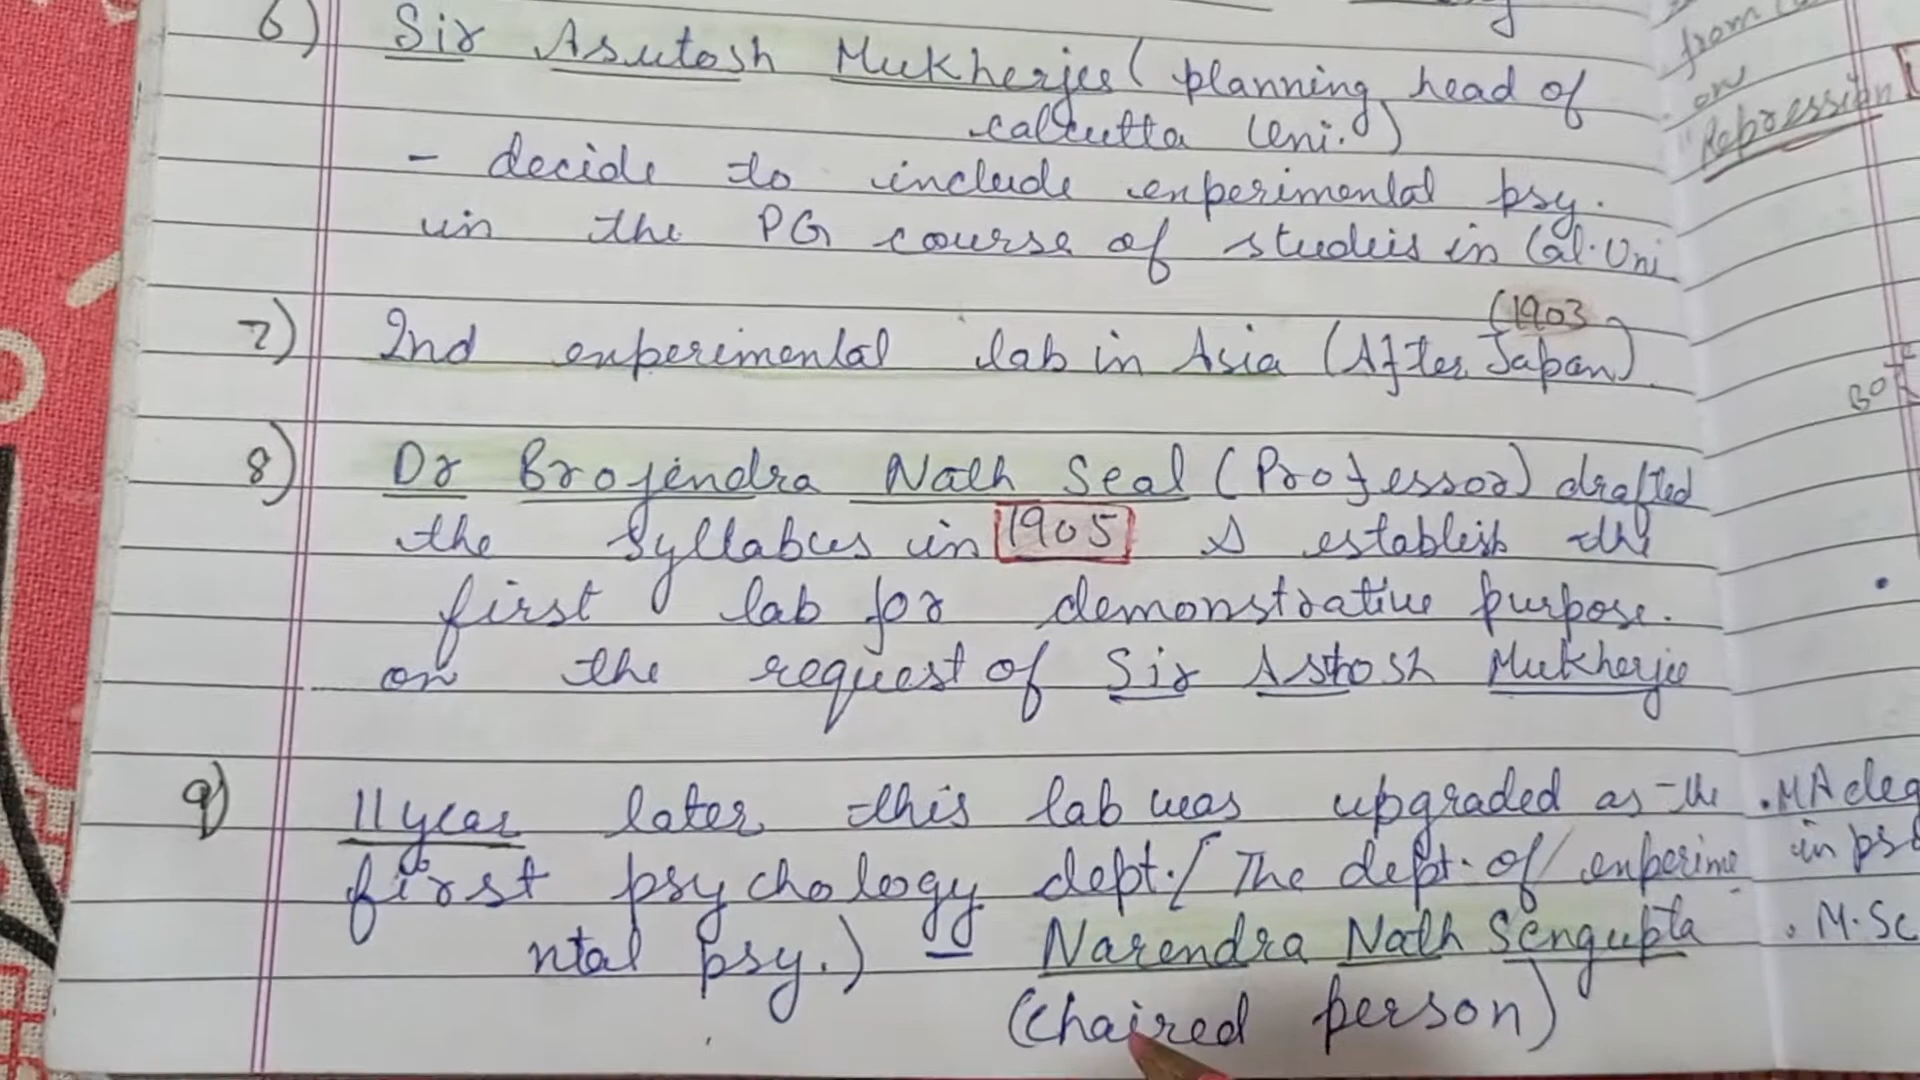 6) Sir Asutosh Mukherjee ( planning head of
calcutta Uni.)
- decide to include experimental psy.
in the PG course of studeis in Cal. Uni
(1903
7) 2nd experimental lab in Asia (After Japan)
8) Dr Brojendra Nath Seal (Professor) drafted
the syllabus in 1905 & establish the
first lab for demonstrative purpose.
on the request of Sir Astosh Mukherjee
9) 11 year later this lab was upgraded as the
first psychology dept. ( The dept. of experime
ntal psy.) - Narendra Nath Sengupta
(chaired person)
from
on
"Repression
. MA deg
in ps
. M.Sc